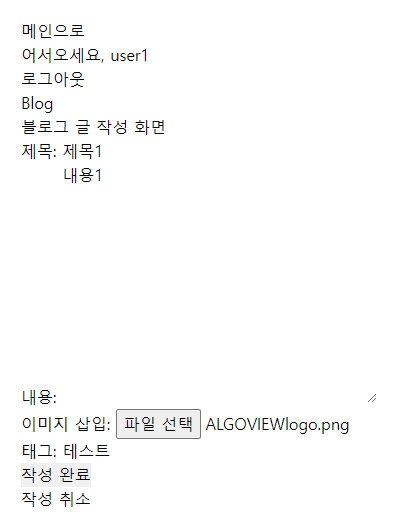 메인으로
어서오세요, user1
로그아웃
Blog
블로그 글 작성 화면
제목: 제목1
내용1
내용:
이미지 삽입: 파일 선택 ALGOVIEWlogo.png
태그: 테스트
작성 완료
작성 취소